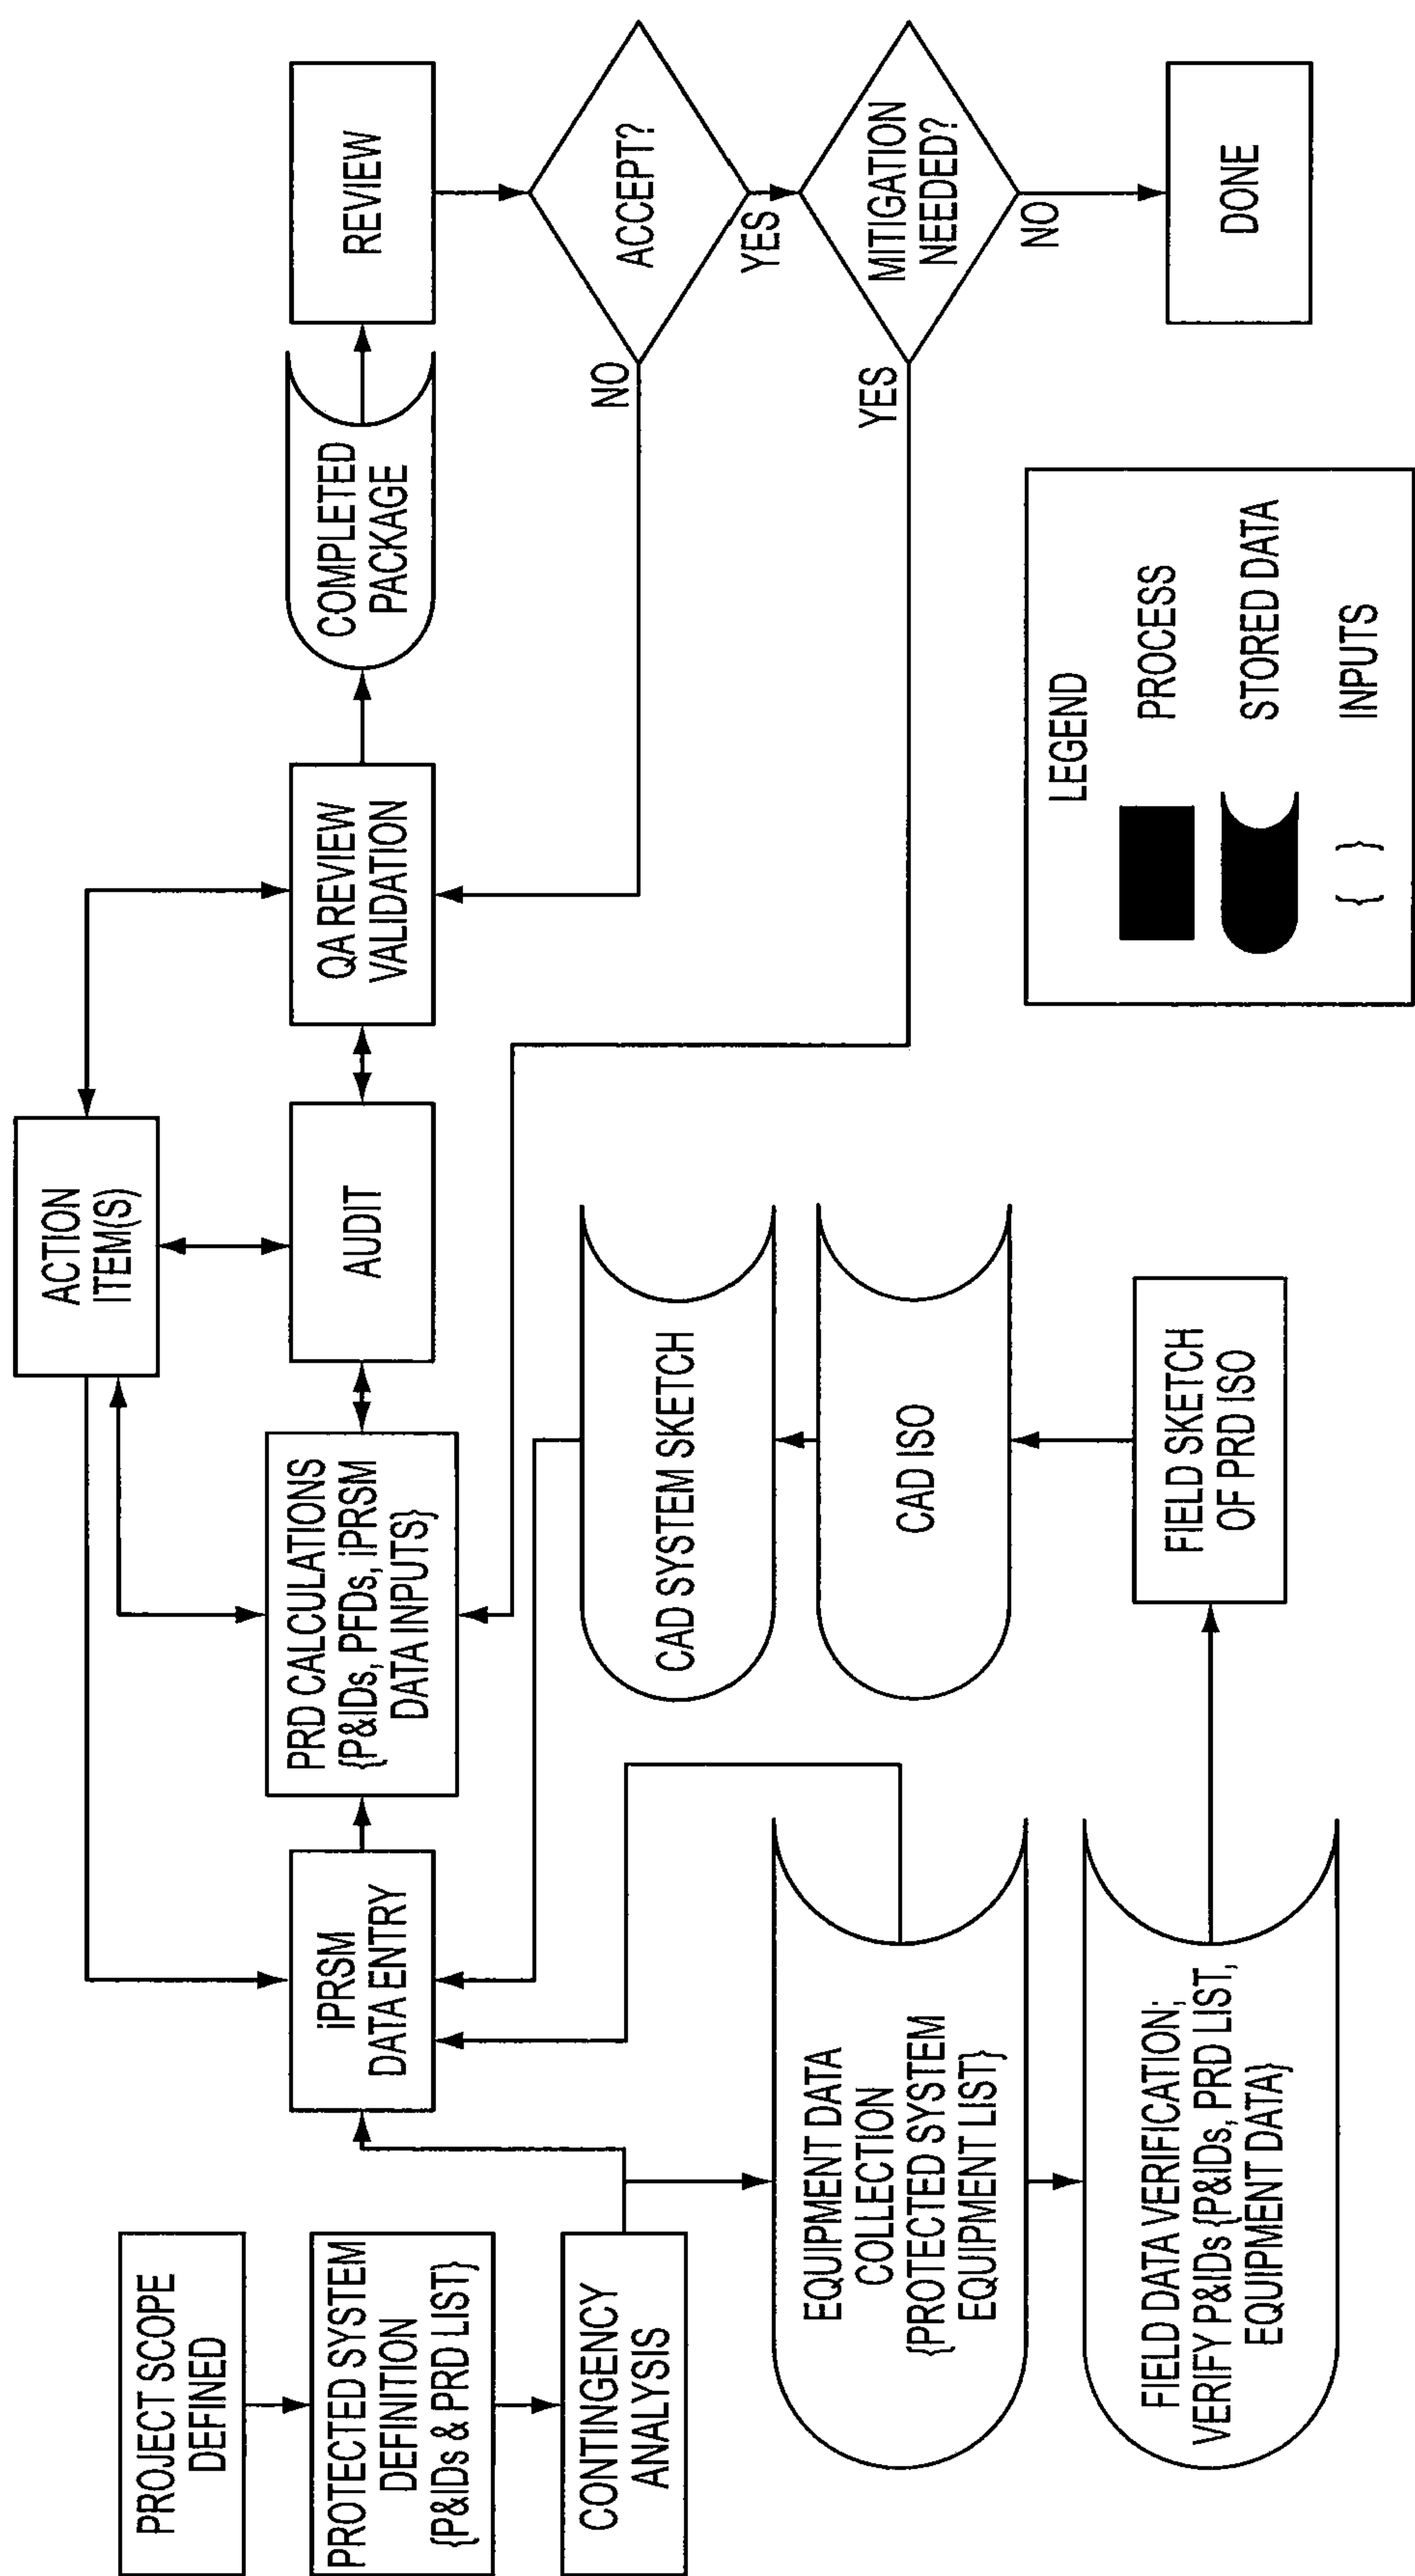 PROJECT SCOPE
DEFINED
PROTECTED SYSTEM
DEFINITION
{P&IDs & PRD LIST}
CONTINGENCY
ANALYSIS
iPRSM
DATA ENTRY
PRD CALCULATIONS
{P&IDs, PFDs, iPRSM
DATA INPUTS}
ACTION
ITEM(S)
AUDIT
QA REVIEW
VALIDATION
COMPLETED
PACKAGE
REVIEW
ACCEPT?
NO
YES
MITIGATION
NEEDED?
YES
NO
DONE
EQUIPMENT DATA
COLLECTION
{PROTECTED SYSTEM
EQUIPMENT LIST}
FIELD DATA VERIFICATION;
VERIFY P&IDs {P&IDs, PRD LIST,
EQUIPMENT DATA}
CAD SYSTEM SKETCH
CAD ISO
FIELD SKETCH
OF PRD ISO
LEGEND
PROCESS
STORED DATA
{ } INPUTS